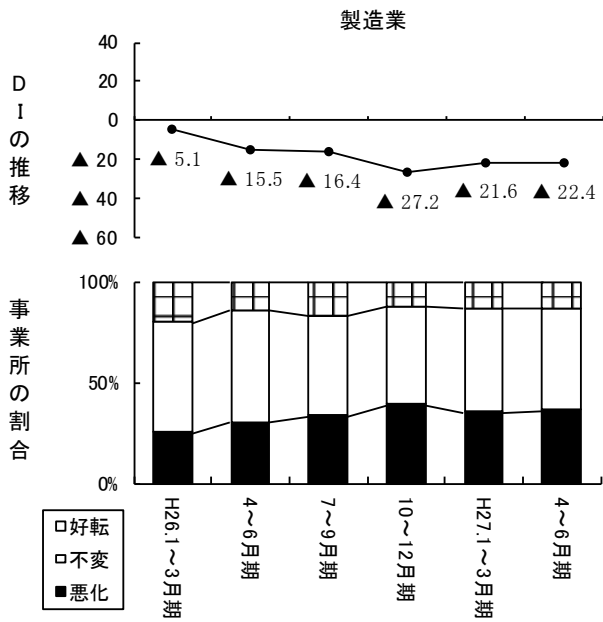 製造業
DIの推移
40
20
0
▲ 20
▲ 40
▲ 60
▲ 5.1
▲ 15.5
▲ 16.4
▲ 27.2
▲ 21.6
▲ 22.4
事業所の割合
100%
50%
0%
H26.1～3月期
4～6月期
7～9月期
10～12月期
H27.1～3月期
4～6月期
好転
不変
悪化